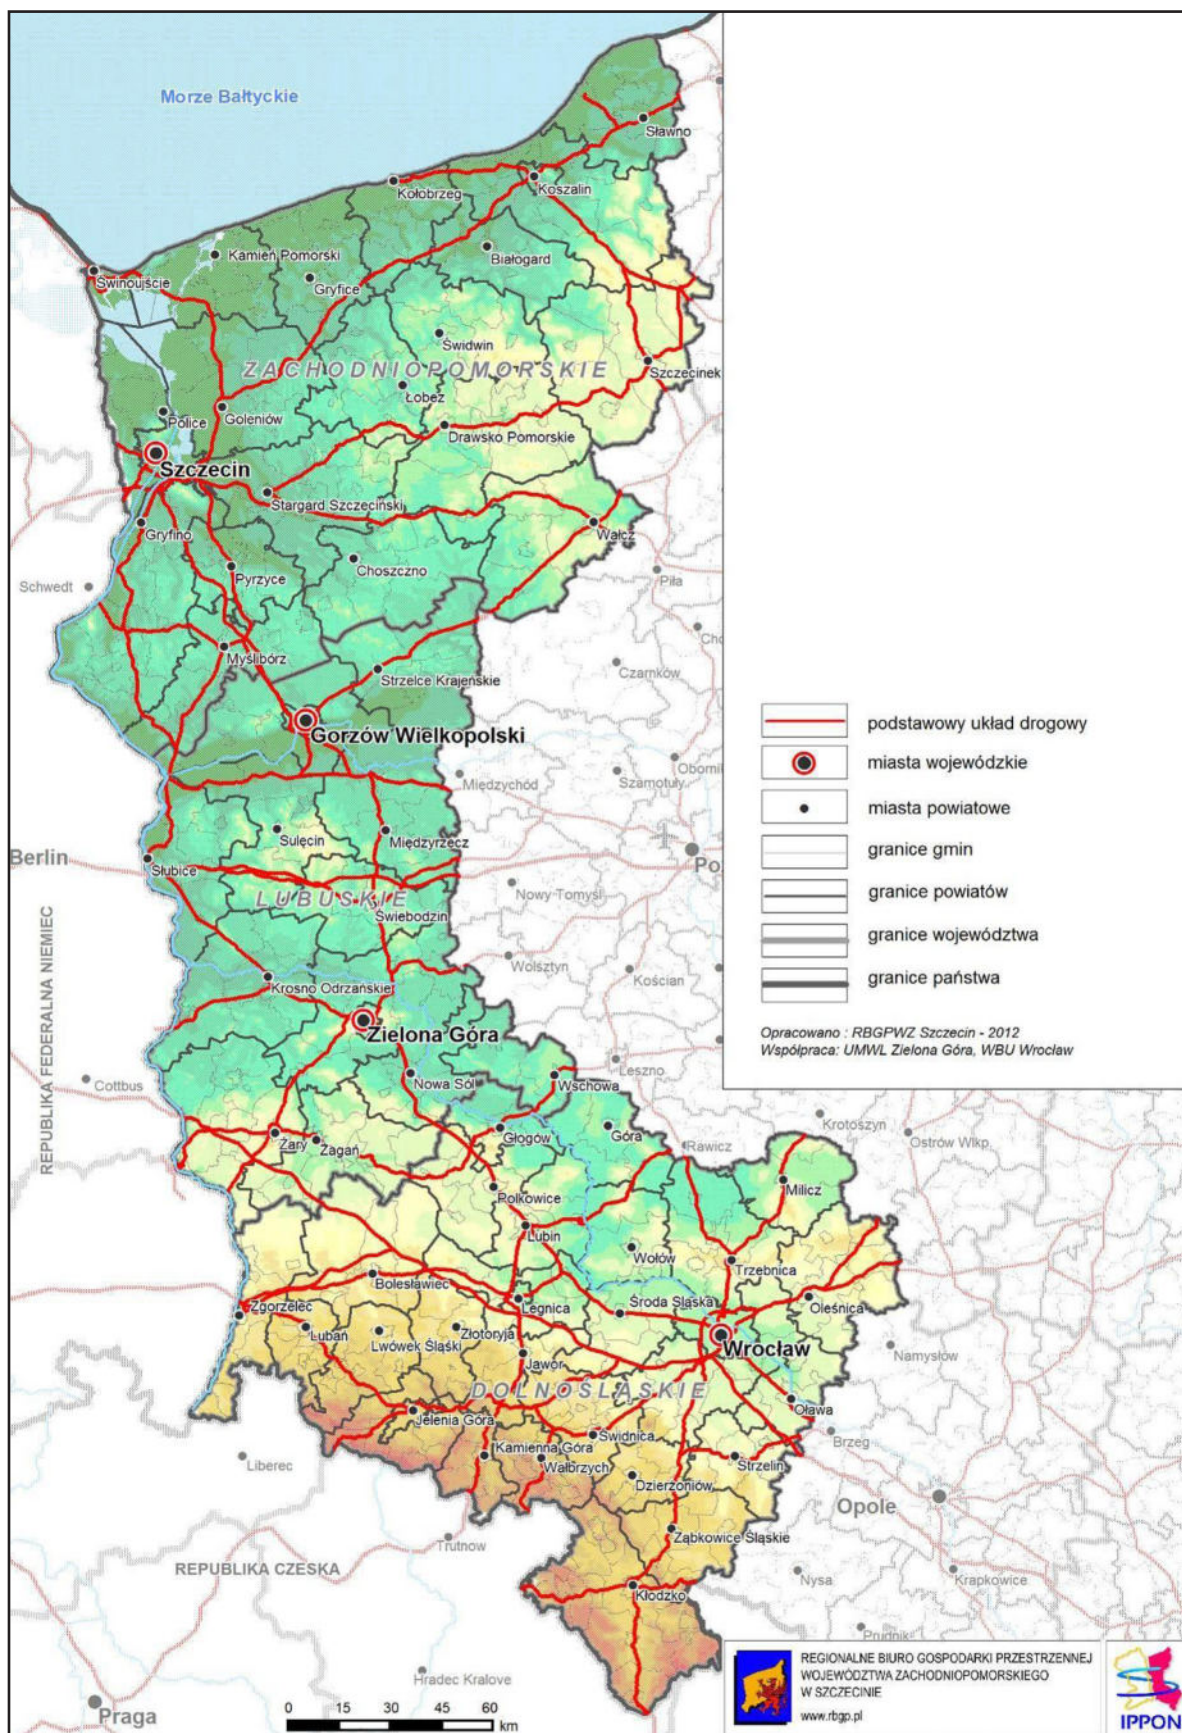 Morze Bałtyckie
Sławno
Kołobrzeg
Koszalin
Kamień Pomorski
Białogard
Świnoujście
Gryfice
Świdwin
ZACHODNIOPOMORSKIE
Szczecinek
Łobez
Police
Goleniów
Drawsko Pomorskie
Szczecin
Stargard Szczeciński
Gryfino
Wałcz
Choszczno
Pyrzyce
Schwedt
Piła
Myślibórz
Czarnków
Strzelce Krajeńskie
Gorzów Wielkopolski
Międzychód
Szamotuły
Sulęcin
Międzyrzecz
Berlin
Słubice
Nowy Tomyśl
LUBUSKIE
Świebodzin
Wolsztyn
Kościan
Krosno Odrzańskie
Zielona Góra
REPUBLIKA FEDERALNA NIEMIEC
Cottbus
Nowa Sól
Wschowa
Leszno
Krotoszyn
Ostrów Wlkp.
Żary
Żagań
Głogów
Góra
Rawicz
Milicz
Polkowice
Lubin
Wołów
Trzebnica
Bolesławiec
Legnica
Środa Śląska
Oleśnica
Zgorzelec
Lubań
Lwówek Śląski
Złotoryja
Jawor
Wrocław
Namysłów
DOLNOŚLĄSKIE
Jelenia Góra
Oława
Świdnica
Brzeg
Kamienna Góra
Wałbrzych
Strzelin
Liberec
Dzierżoniów
Opole
Ząbkowice Śląskie
Trutnow
REPUBLIKA CZESKA
Nysa
Krapkowice
Kłodzko
Prudnik
Hradec Kralove
Praga
podstawowy układ drogowy
miasta wojewódzkie
miasta powiatowe
granice gmin
granice powiatów
granice województwa
granice państwa
Opracowano : RBGPWZ Szczecin - 2012
Współpraca: UMWL Zielona Góra, WBU Wrocław
0 15 30 45 60
km
REGIONALNE BIURO GOSPODARKI PRZESTRZENNEJ
WOJEWÓDZTWA ZACHODNIOPOMORSKIEGO
W SZCZECINIE
www.rbgp.pl
IPPON